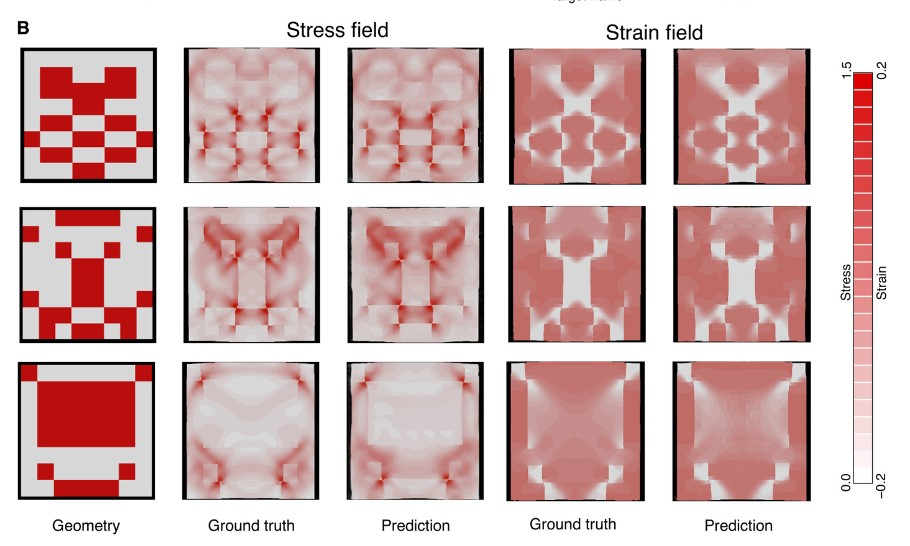 B
Stress field
Strain field
1.5
0.2
Stress
Strain
0.0
−0.2
Geometry
Ground truth
Prediction
Ground truth
Prediction